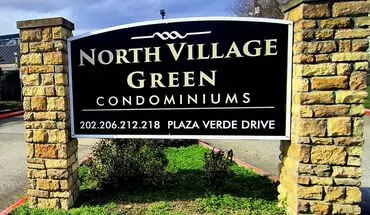 NORTH VILLAGE
GREEN
CONDOMINIUMS
202.206.212.218 PLAZA VERDE DRIVE